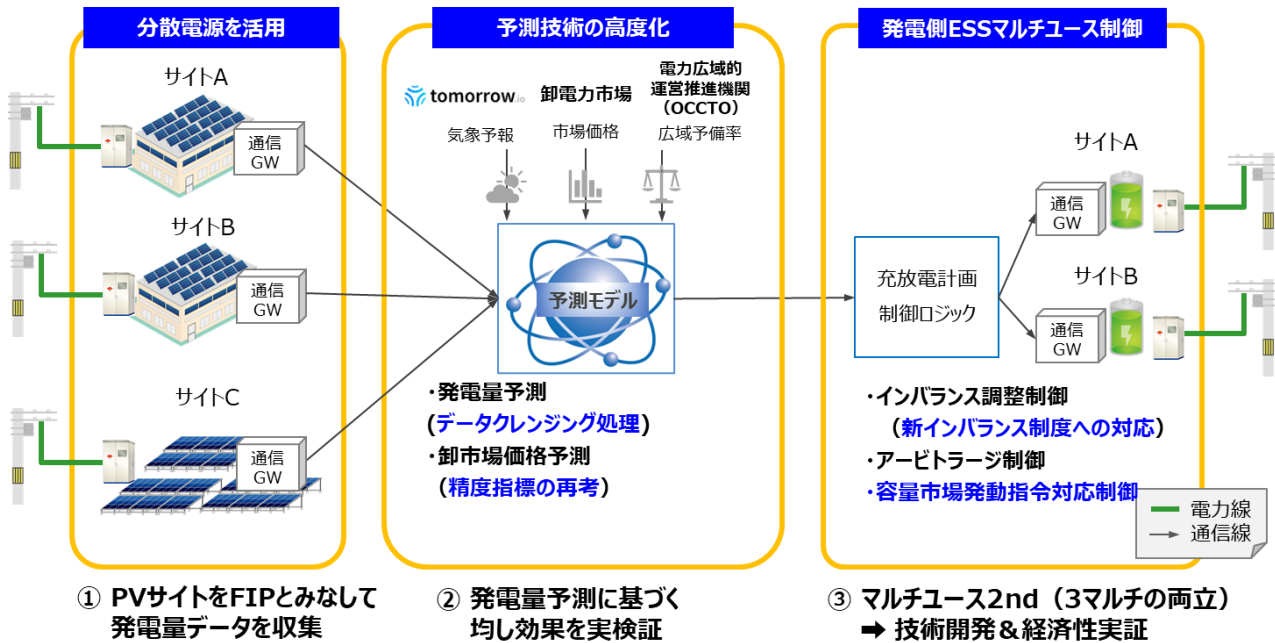 分散電源を活用
サイトA
通信
GW
サイトB
通信
GW
サイトC
通信
GW
① PVサイトをFIPとみなして
発電量データを収集
予測技術の高度化
tomorrow.io
気象予報
卸電力市場
市場価格
電力広域的
運営推進機関
(OCCTO)
広域予備率
予測モデル
・発電量予測
(データクレンジング処理)
・卸市場価格予測
（精度指標の再考）
② 発電量予測に基づく
均し効果を実検証
発電側ESSマルチユース制御
充放電計画
制御ロジック
サイトA
通信
GW
サイトB
通信
GW
・インバランス調整制御
（新インバランス制度への対応）
・アービトラージ制御
・容量市場発動指令対応制御
電力線
通信線
③ マルチユース2nd（3マルチの両立）
➡ 技術開発＆経済性実証